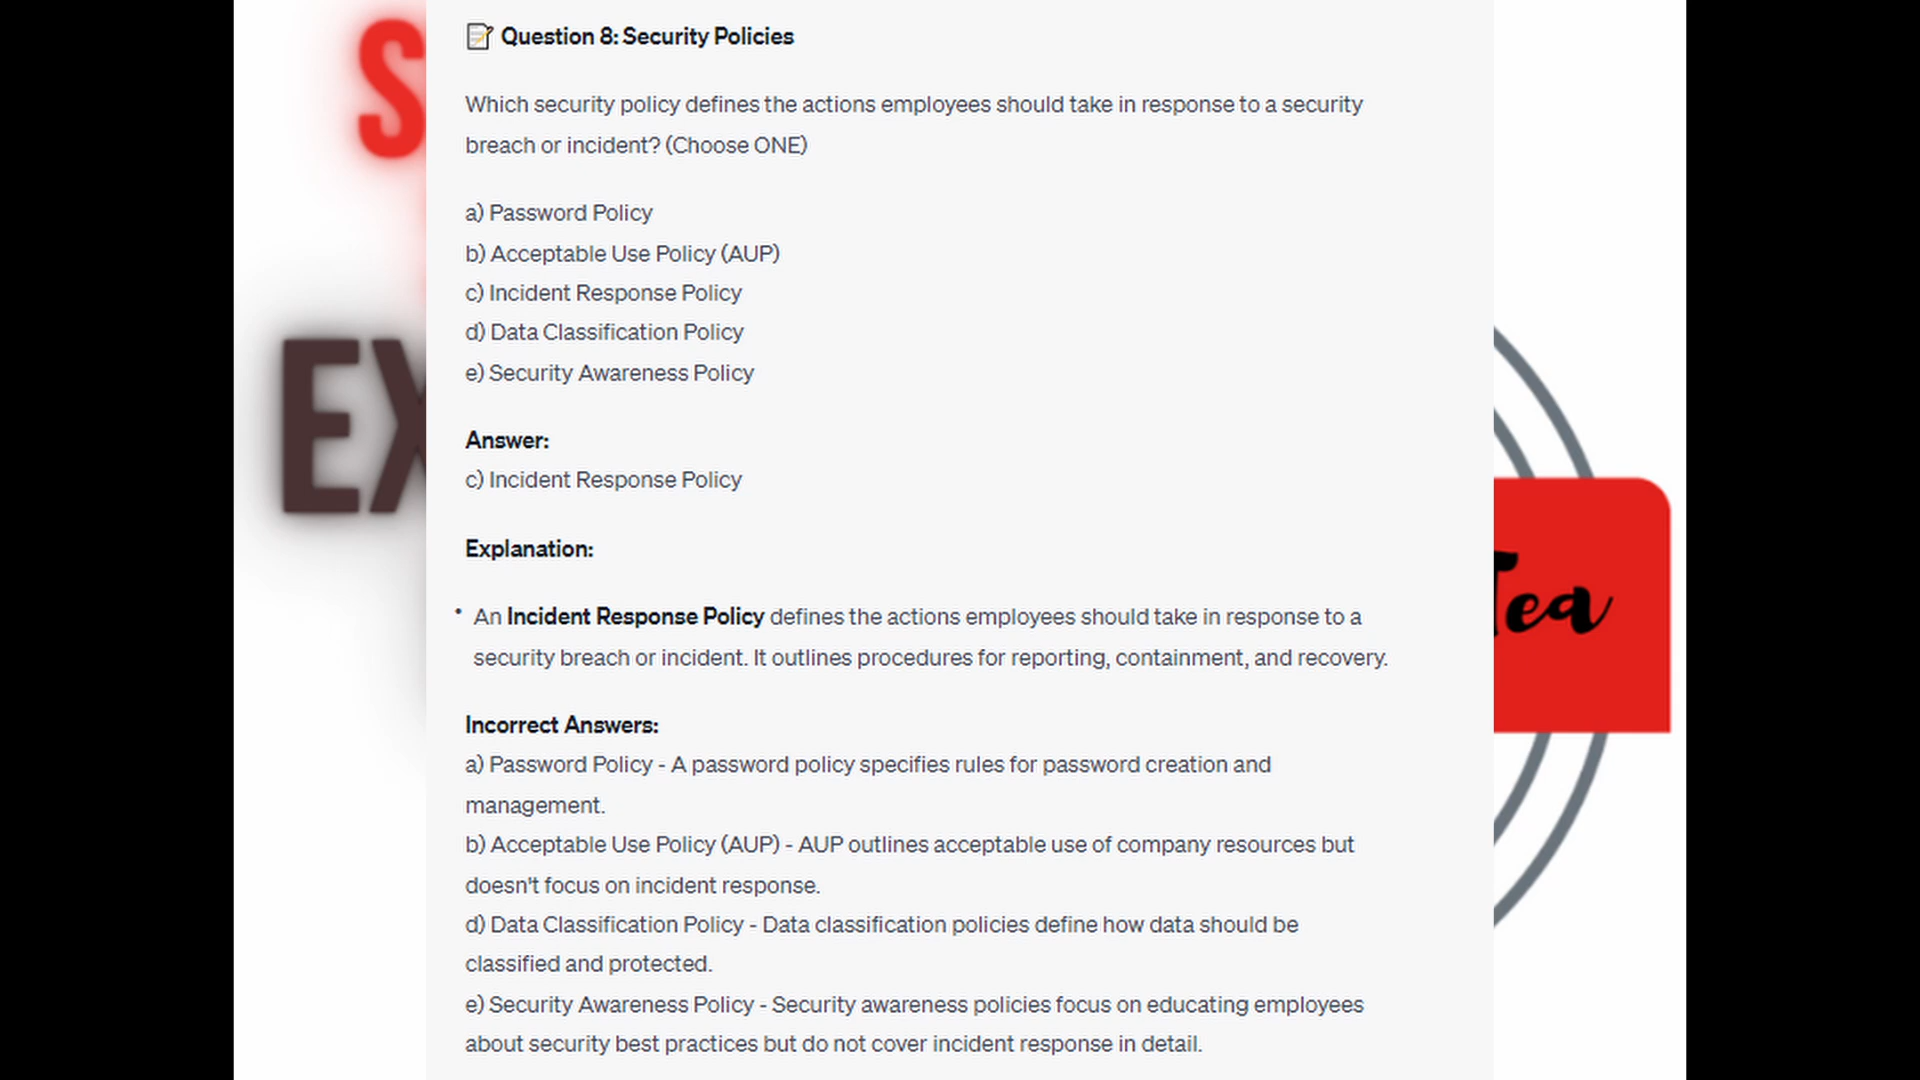 S
EX
Tea
📝 Question 8: Security Policies
Which security policy defines the actions employees should take in response to a security
breach or incident? (Choose ONE)
a) Password Policy
b) Acceptable Use Policy (AUP)
c) Incident Response Policy
d) Data Classification Policy
e) Security Awareness Policy
Answer:
c) Incident Response Policy
Explanation:
• An Incident Response Policy defines the actions employees should take in response to a
security breach or incident. It outlines procedures for reporting, containment, and recovery.
Incorrect Answers:
a) Password Policy - A password policy specifies rules for password creation and
management.
b) Acceptable Use Policy (AUP) - AUP outlines acceptable use of company resources but
doesn't focus on incident response.
d) Data Classification Policy - Data classification policies define how data should be
classified and protected.
e) Security Awareness Policy - Security awareness policies focus on educating employees
about security best practices but do not cover incident response in detail.